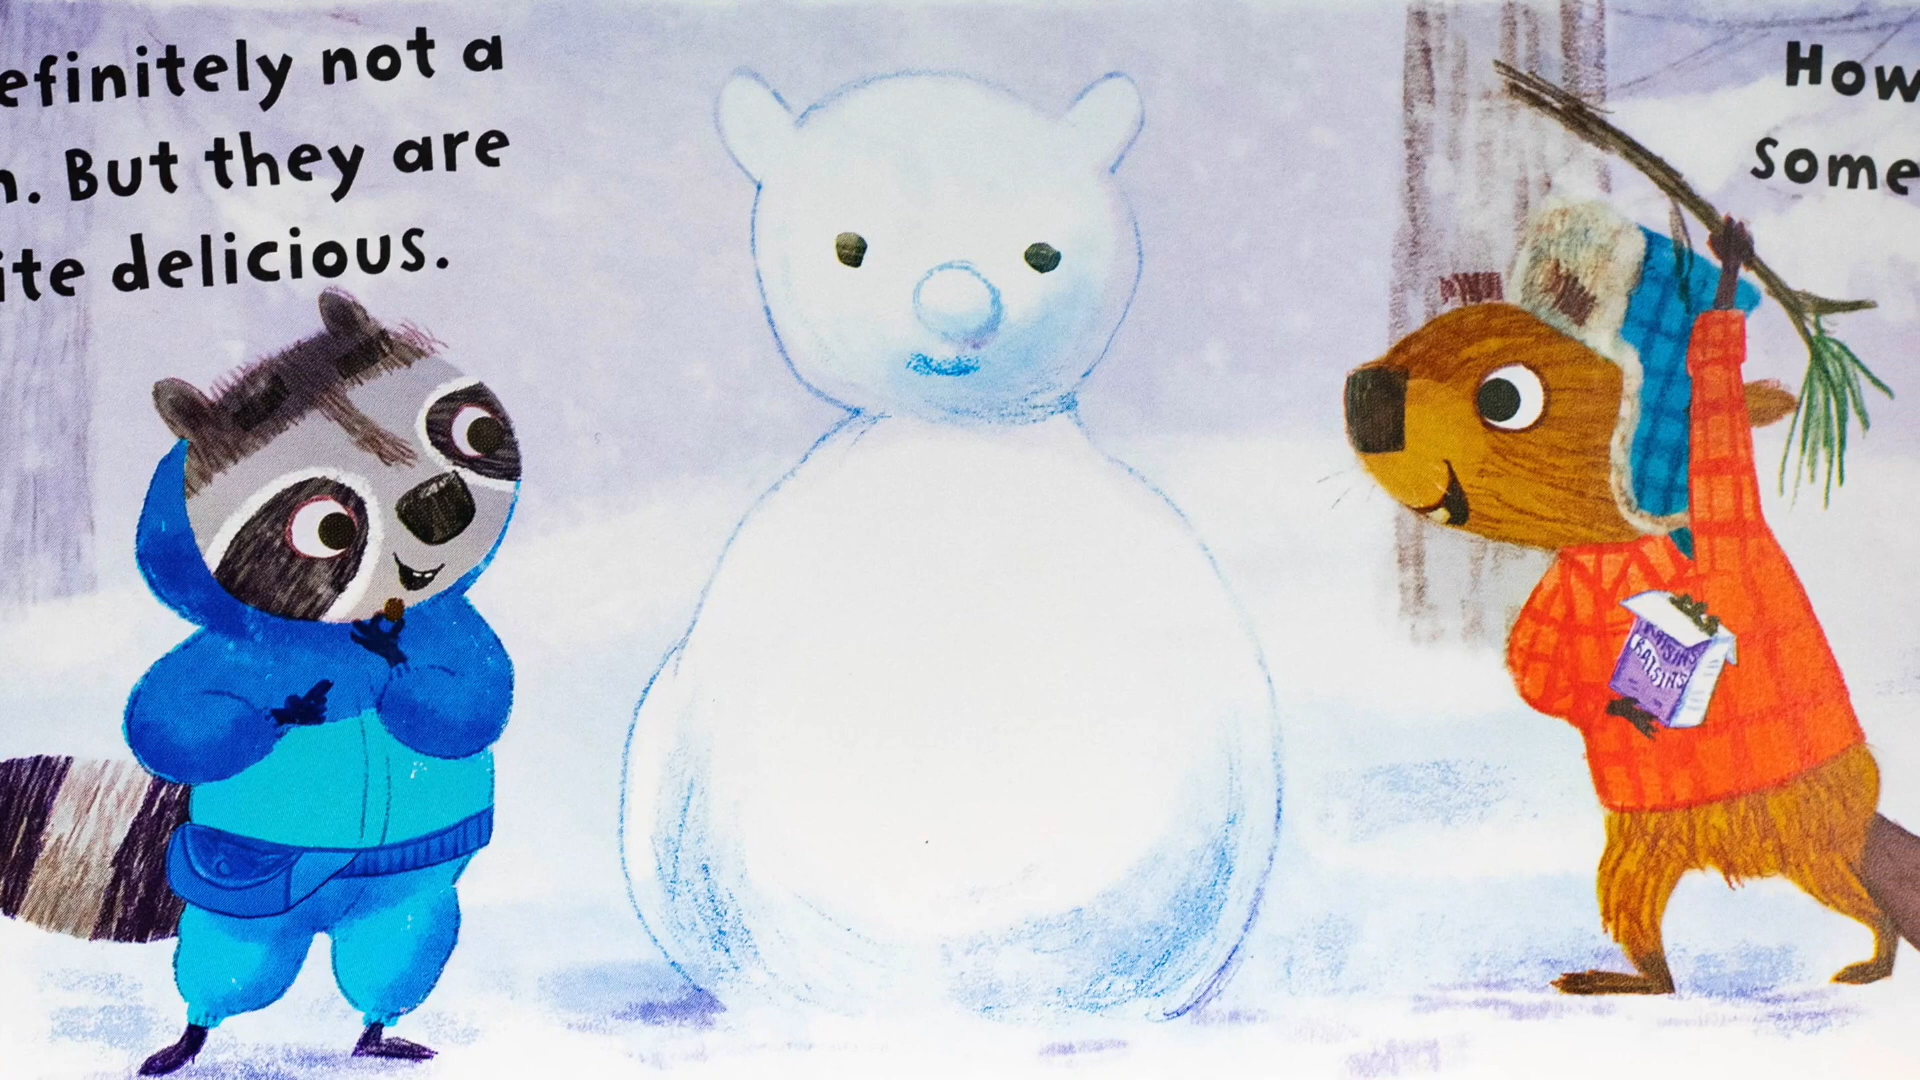 efinitely not a
n. But they are
ite delicious.
How
some
RAISINS
RAISINS